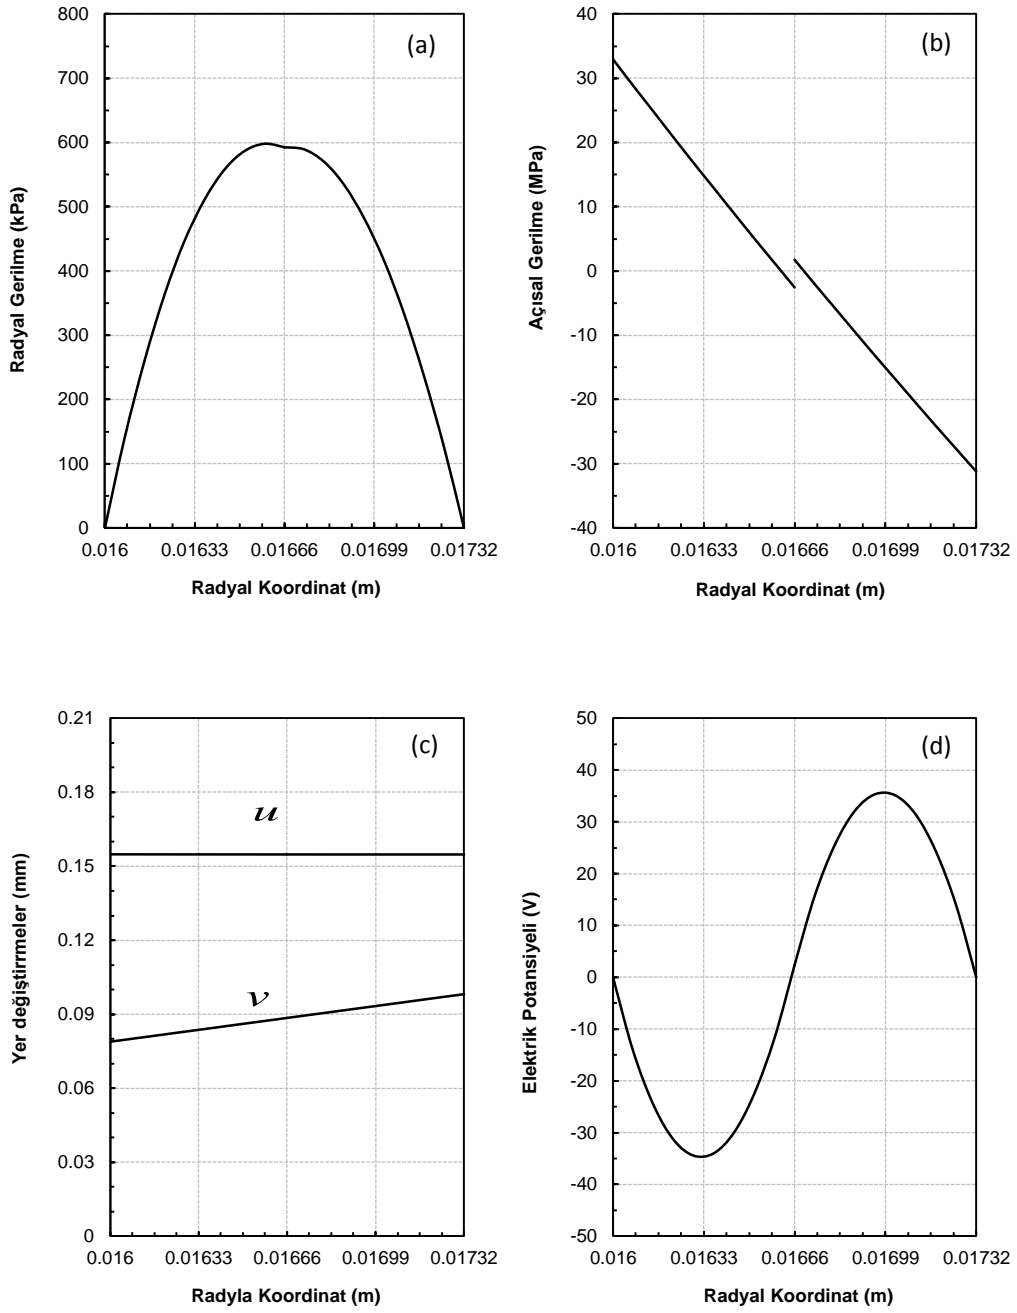 (a)
800
700
600
500
400
300
200
100
0
0.016 0.01633 0.01666 0.01699 0.01732
Radyal Gerilme (kPa)
Radyal Koordinat (m)
(b)
40
30
20
10
0
-10
-20
-30
-40
0.016 0.01633 0.01666 0.01699 0.01732
Açısal Gerilme (MPa)
Radyal Koordinat (m)
(c)
0.21
0.18
0.15
0.12
0.09
0.06
0.03
0
u
v
0.016 0.01633 0.01666 0.01699 0.01732
Yer değiştirrmeler (mm)
Radyla Koordinat (m)
(d)
50
40
30
20
10
0
-10
-20
-30
-40
-50
0.016 0.01633 0.01666 0.01699 0.01732
Elektrik Potansiyeli (V)
Radyal Koordinat (m)